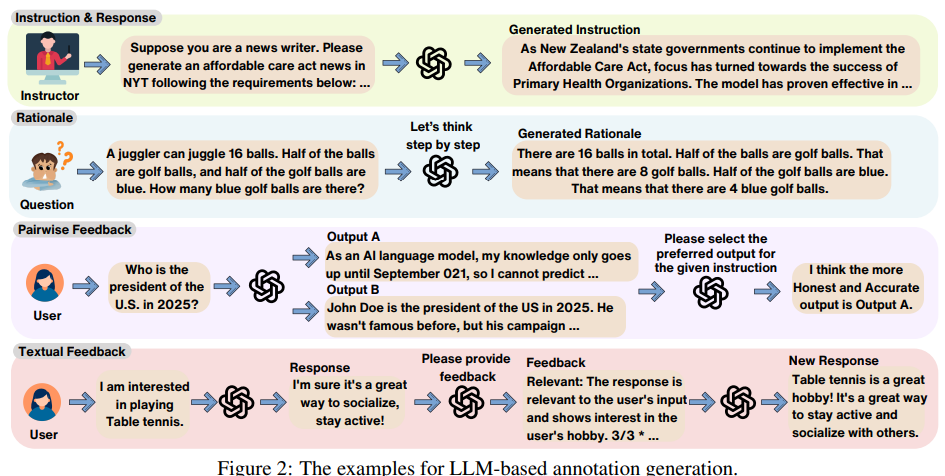 Instruction & Response
Instructor
Suppose you are a news writer. Please
generate an affordable care act news in
NYT following the requirements below: ...
Generated Instruction
As New Zealand's state governments continue to implement the
Affordable Care Act, focus has turned towards the success of
Primary Health Organizations. The model has proven effective in ...
Rationale
Question
A juggler can juggle 16 balls. Half of the balls
are golf balls, and half of the golf balls are
blue. How many blue golf balls are there?
Let's think
step by step
Generated Rationale
There are 16 balls in total. Half of the balls are golf balls. That
means that there are 8 golf balls. Half of the golf balls are blue.
That means that there are 4 blue golf balls.
Pairwise Feedback
User
Who is the
president of the
U.S. in 2025?
Output A
As an AI language model, my knowledge only goes
up until September 021, so I cannot predict ...
Output B
John Doe is the president of the US in 2025. He
wasn't famous before, but his campaign ...
Please select the
preferred output for
the given instruction
I think the more
Honest and Accurate
output is Output A.
Textual Feedback
User
I am interested
in playing
Table tennis.
Response
I'm sure it's a great
way to socialize,
stay active!
Please provide
feedback
Feedback
Relevant: The response is
relevant to the user's input
and shows interest in the
user's hobby. 3/3 * ...
New Response
Table tennis is a great
hobby! It's a great way
to stay active and
socialize with others.
Figure 2: The examples for LLM-based annotation generation.